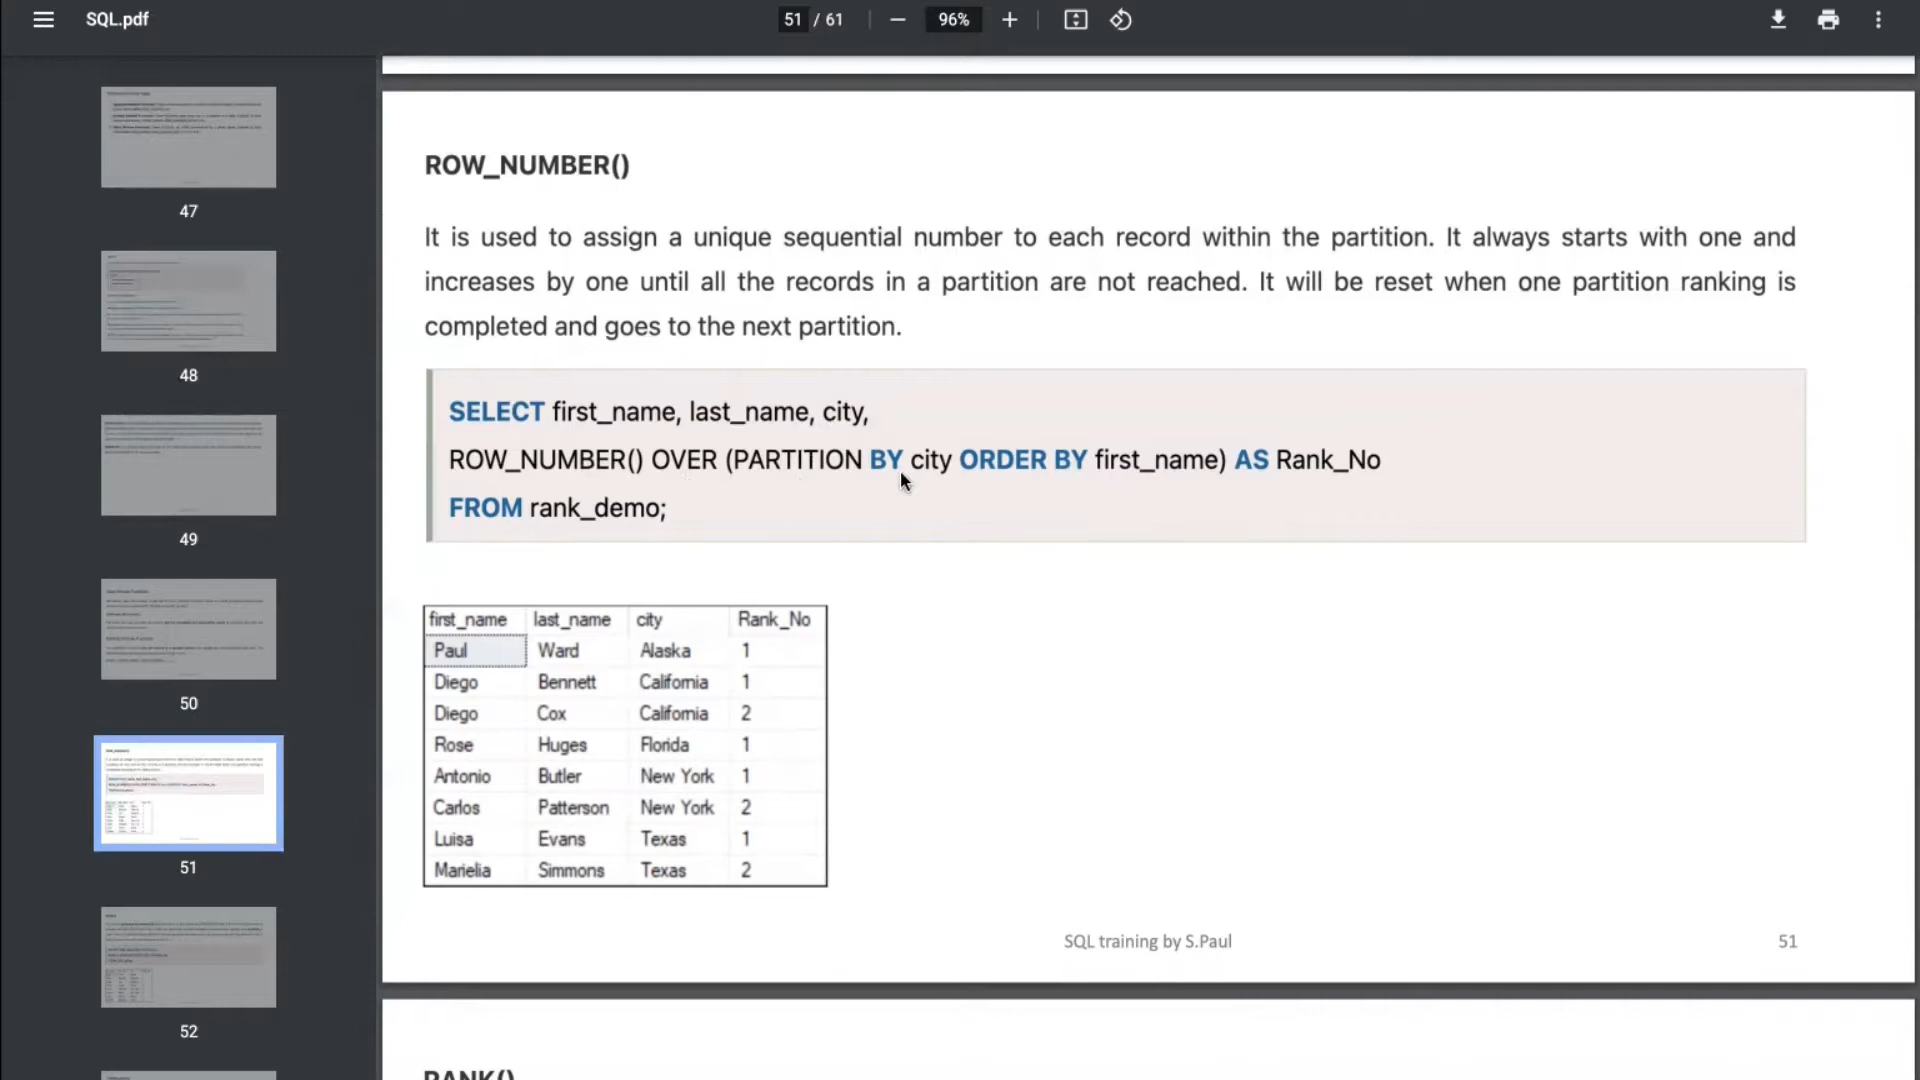 SQL.pdf
51 / 61
96%
47
48
49
50
51
52
ROW_NUMBER()
It is used to assign a unique sequential number to each record within the partition. It always starts with one and
increases by one until all the records in a partition are not reached. It will be reset when one partition ranking is
completed and goes to the next partition.
SELECT first_name, last_name, city,
ROW_NUMBER() OVER (PARTITION BY city ORDER BY first_name) AS Rank_No
FROM rank_demo;
first_name last_name city Rank_No
Paul Ward Alaska 1
Diego Bennett California 1
Diego Cox California 2
Rose Huges Florida 1
Antonio Butler New York 1
Carlos Patterson New York 2
Luisa Evans Texas 1
Marielia Simmons Texas 2
SQL training by S.Paul 51
RANK()